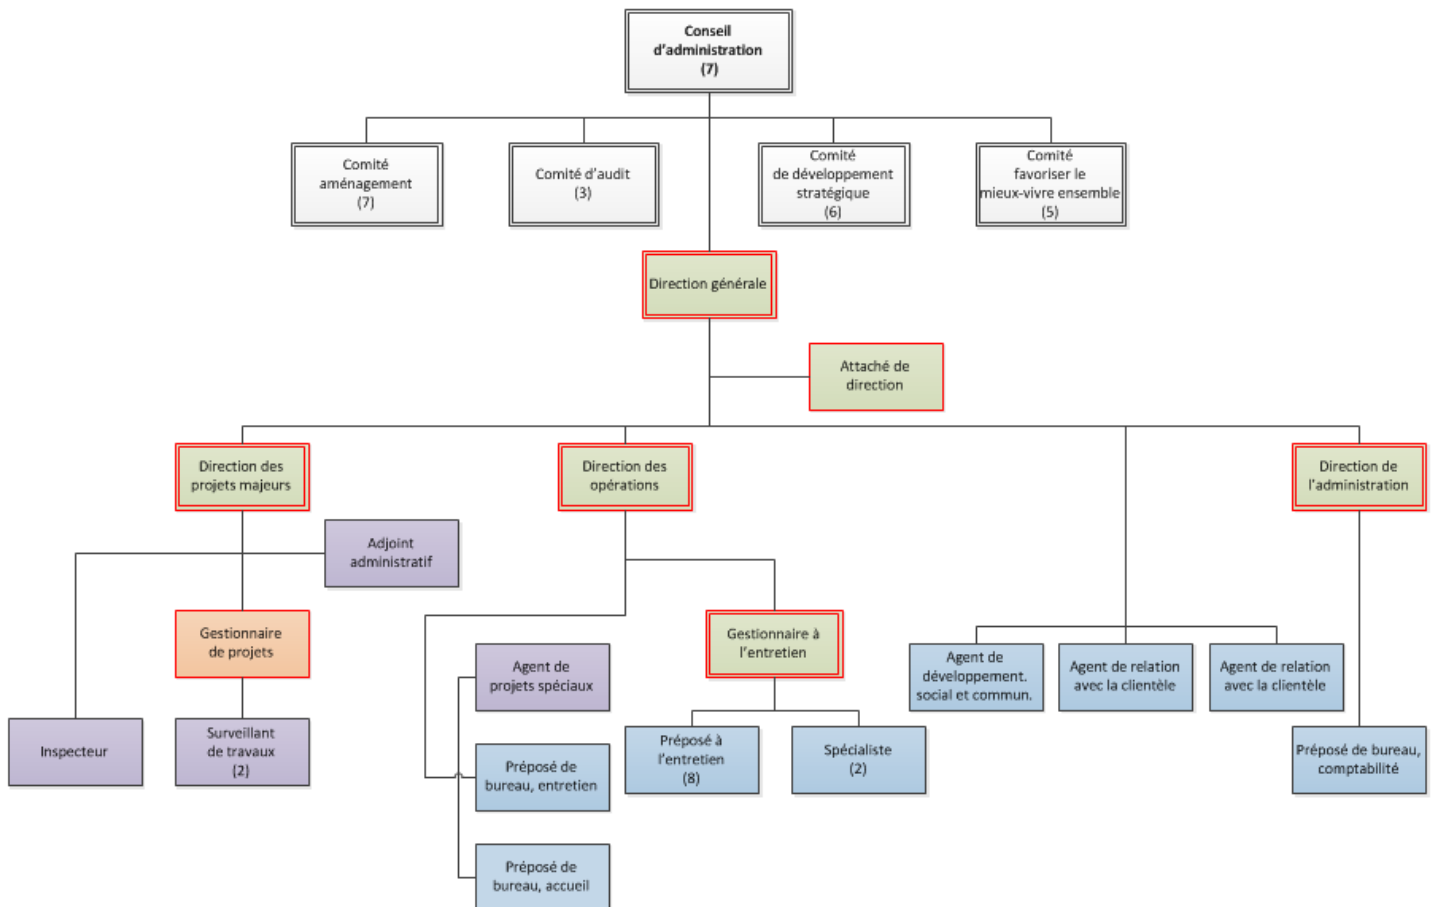 Conseil
d'administration
(7)
Comité
aménagement
(7)
Comité d'audit
(3)
Comité
de développement
stratégique
(6)
Comité
favoriser le
mieux-vivre ensemble
(5)
Direction générale
Attaché de
direction
Direction des
projets majeurs
Direction des
opérations
Direction de
l'administration
Adjoint
administratif
Gestionnaire
de projets
Gestionnaire à
l'entretien
Agent de
projets spéciaux
Agent de
développement.
social et commun.
Agent de relation
avec la clientèle
Agent de relation
avec la clientèle
Inspecteur
Surveillant
de travaux
(2)
Préposé de
bureau, entretien
Préposé à
l'entretien
(8)
Spécialiste
(2)
Préposé de bureau,
comptabilité
Préposé de
bureau, accueil